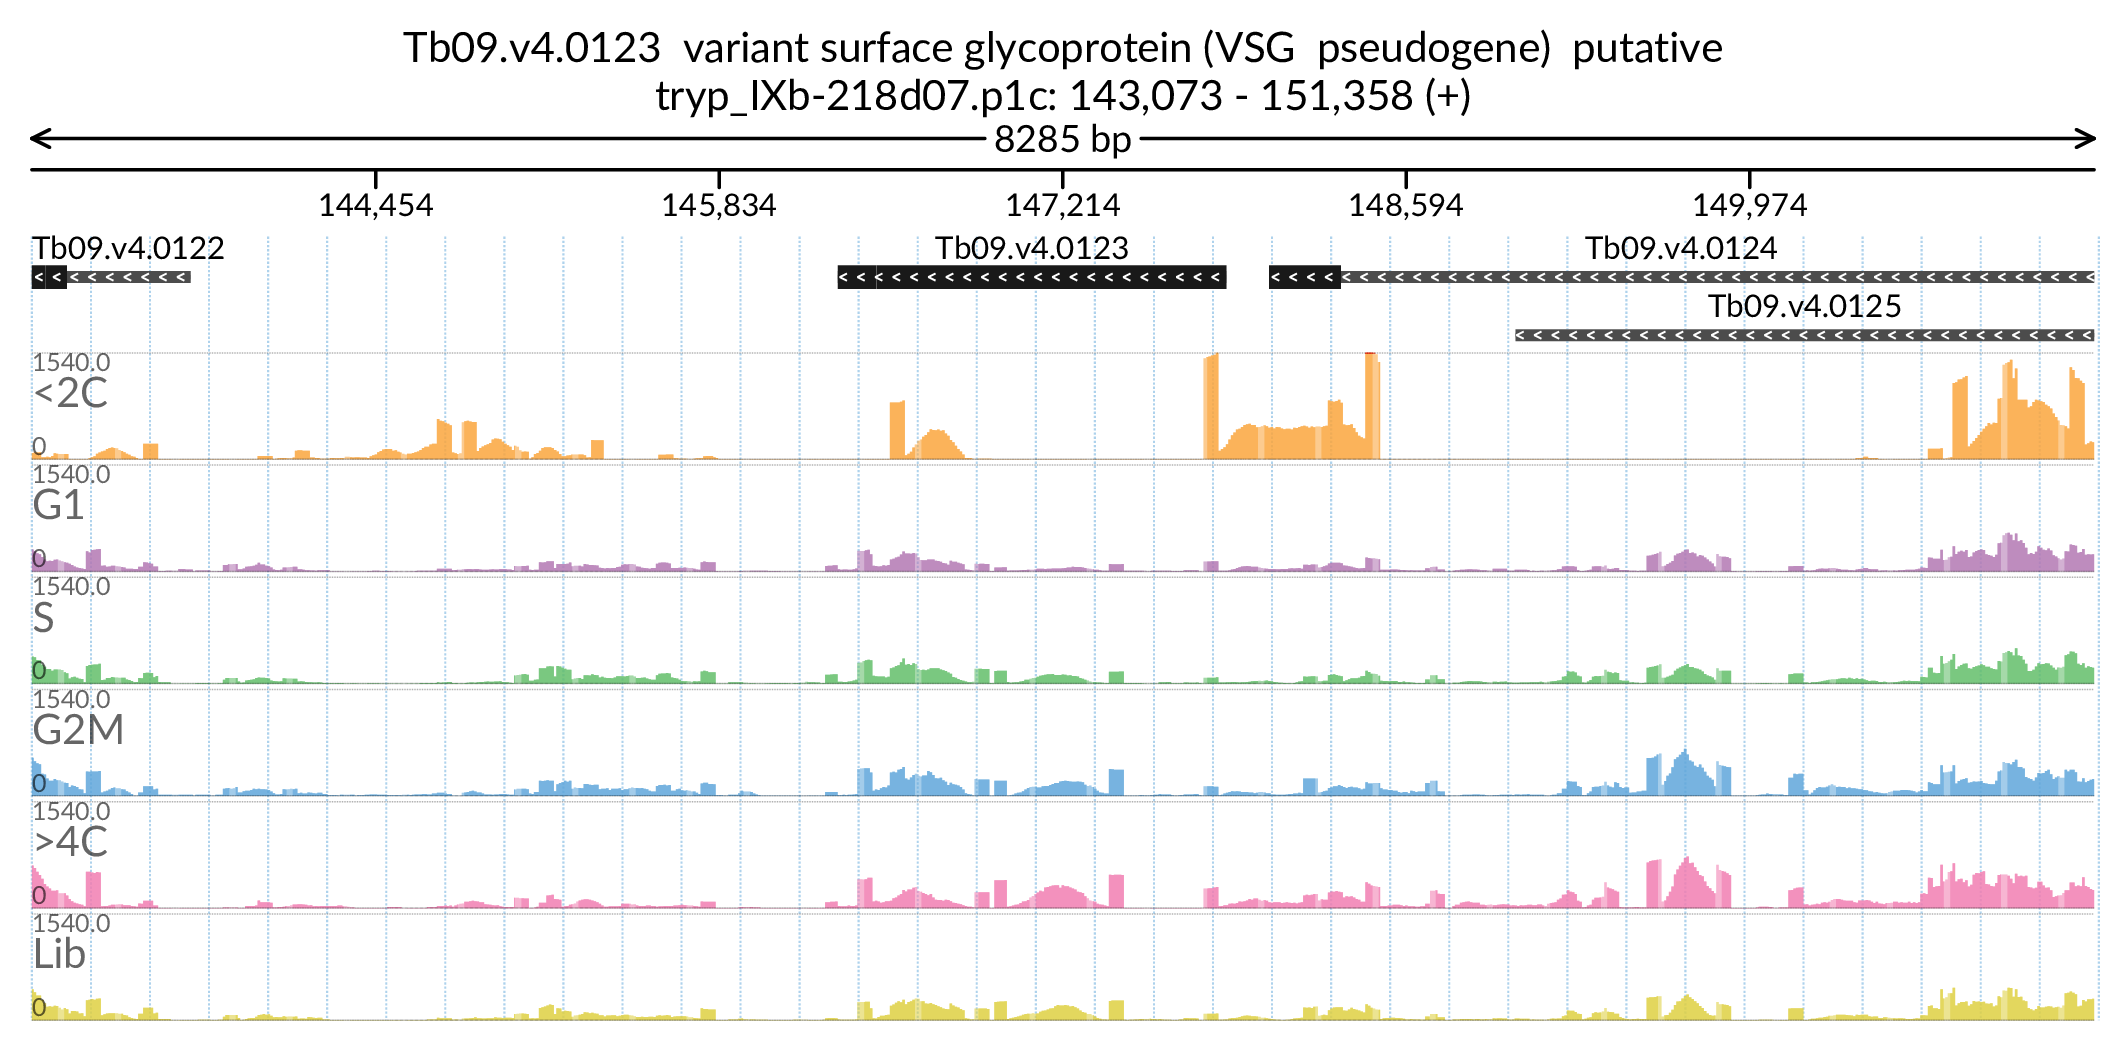 Tb09.v4.0123  variant surface glycoprotein (VSG  pseudogene)  putative
tryp_IXb-218d07.p1c: 143,073 - 151,358 (+)
8285 bp
144,454 145,834 147,214 148,594 149,974
Tb09.v4.0122 Tb09.v4.0123 Tb09.v4.0124
Tb09.v4.0125
1540.0
<2C
0
1540.0
G1
0
1540.0
S
0
1540.0
G2M
0
1540.0
>4C
0
1540.0
Lib
0